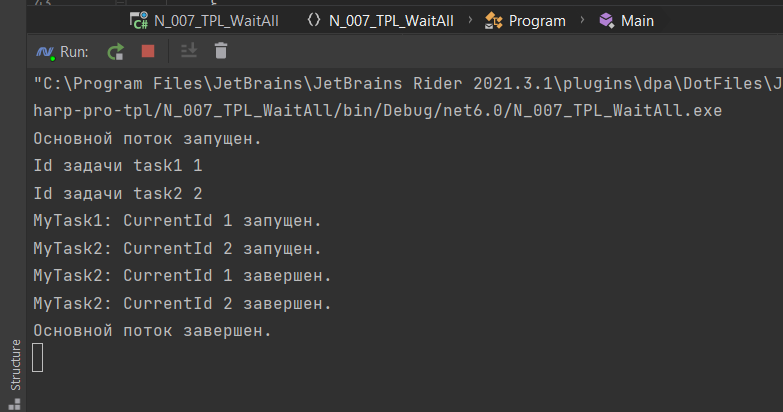 43 }
N_007_TPL_WaitAll N_007_TPL_WaitAll Program Main
Run:
"C:\Program Files\JetBrains\JetBrains Rider 2021.3.1\plugins\dpa\DotFiles\J
harp-pro-tpl/N_007_TPL_WaitAll/bin/Debug/net6.0/N_007_TPL_WaitAll.exe
Основной поток запущен.
Id задачи task1 1
Id задачи task2 2
MyTask1: CurrentId 1 запущен.
MyTask2: CurrentId 2 запущен.
MyTask2: CurrentId 1 завершен.
MyTask2: CurrentId 2 завершен.
Основной поток завершен.
Structure